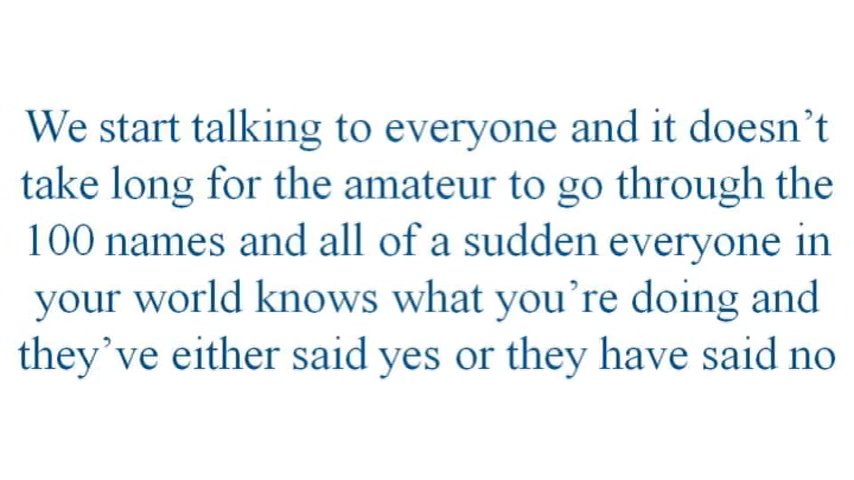 We start talking to everyone and it doesn’t
take long for the amateur to go through the
100 names and all of a sudden everyone in
your world knows what you’re doing and
they’ve either said yes or they have said no